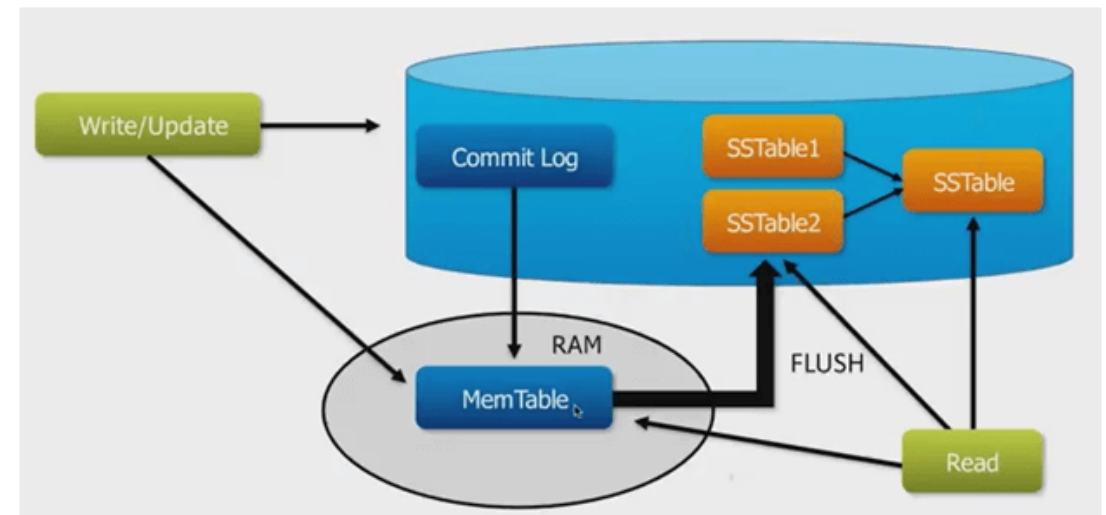 Write/Update
Commit Log
SSTable1
SSTable2
SSTable
RAM
MemTable
FLUSH
Read